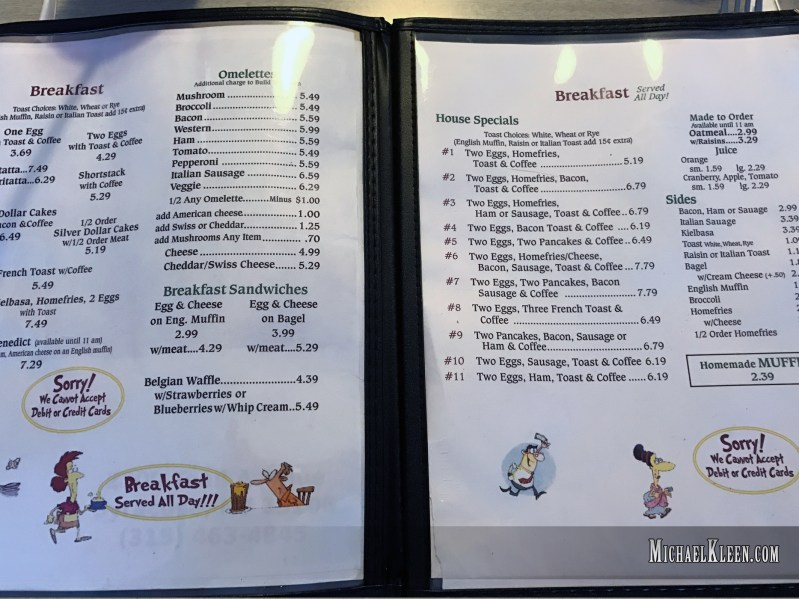 Breakfast
Toast Choices: White, Wheat or Rye
Muffin, Raisin or Italian Toast add 15¢ extra)
One Egg
Toast & Coffee
3.69
Two Eggs
with Toast & Coffee
4.29
7.49
6.29
Shortstack
with Coffee
5.29
Dollar Cakes
&Coffee
6.49
1/2 Order
Silver Dollar Cakes
w/1/2 Order Meat
5.19
French Toast w/Coffee
5.49
Homefries, 2 Eggs
with Toast
7.49
(available until 11 am)
American cheese on an English muffin)
7.29
Sorry!
We Cannot Accept
Debit or Credit Cards
Omelettes
Additional charge to Build
Mushroom 5.49
Broccoli 5.49
Bacon 5.59
Western 5.99
Ham 5.59
Tomato 5.49
Pepperoni 5.59
Italian Sausage 6.59
Veggie 6.29
1/2 Any Omelette Minus $1.00
add American cheese 1.00
add Swiss or Cheddar 1.25
add Mushrooms Any Item .70
Cheese 4.99
Cheddar/Swiss Cheese 5.29
Breakfast Sandwiches
Egg & Cheese
on Eng. Muffin
2.99
w/meat....4.29
Egg & Cheese
on Bagel
3.99
w/meat....5.29
Belgian Waffle 4.39
w/Strawberries or
Blueberries w/Whip Cream..5.49
Breakfast
Served All Day!!!
Breakfast Served
All Day!
House Specials
Toast Choices: White, Wheat or Rye
(English Muffin, Raisin or Italian Toast add 15¢ extra)
#1 Two Eggs, Homefries,
Toast & Coffee 5.19
#2 Two Eggs, Homefries, Bacon,
Toast & Coffee 6.79
#3 Two Eggs, Homefries,
Ham or Sausage, Toast & Coffee..6.79
#4 Two Eggs, Bacon Toast & Coffee ....6.19
#5 Two Eggs, Two Pancakes & Coffee..6.49
#6 Two Eggs, Homefries/Cheese,
Bacon, Sausage, Toast & Coffee ...7.79
#7 Two Eggs, Two Pancakes, Bacon
Sausage & Coffee 7.79
#8 Two Eggs, Three French Toast &
Coffee 6.49
#9 Two Pancakes, Bacon, Sausage or
Ham & Coffee 6.79
#10 Two Eggs, Sausage, Toast & Coffee 6.19
#11 Two Eggs, Ham, Toast & Coffee ......6.19
Made to Order
Available until 11 am
Oatmeal....2.99
w/Raisins....3.29
Juice
Orange
sm. 1.59 lg. 2.29
Cranberry, Apple, Tomato
sm. 1.59 lg. 2.29
Sides
Bacon, Ham or Sausage 2.99
Italian Sauage 3.39
Kielbasa 3.39
Toast White, Wheat, Rye
Raisin or Italian Toast
Bagel
w/Cream Cheese (+.50)
English Muffin
Broccoli
Homefries
w/Cheese
1/2 Order Homefries
Homemade
2.39
Sorry!
We Cannot Accept
Debit or Credit Cards
MichaelKleen.com